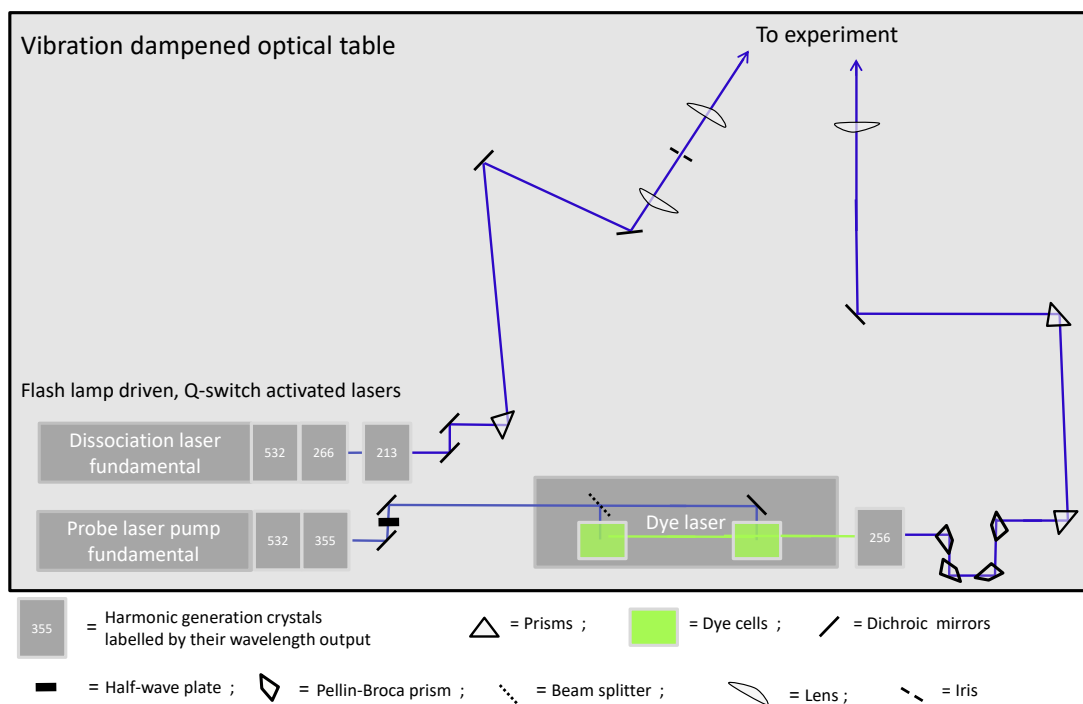 Vibration dampened optical table
To experiment
Flash lamp driven, Q-switch activated lasers
Dissociation laser
fundamental
532
266
213
Probe laser pump
fundamental
532
355
Dye laser
256
355
= Harmonic generation crystals
labelled by their wavelength output
= Prisms ;
= Dye cells ;
= Dichroic mirrors
= Half-wave plate ;
= Pellin-Broca prism ;
= Beam splitter ;
= Lens ;
= Iris